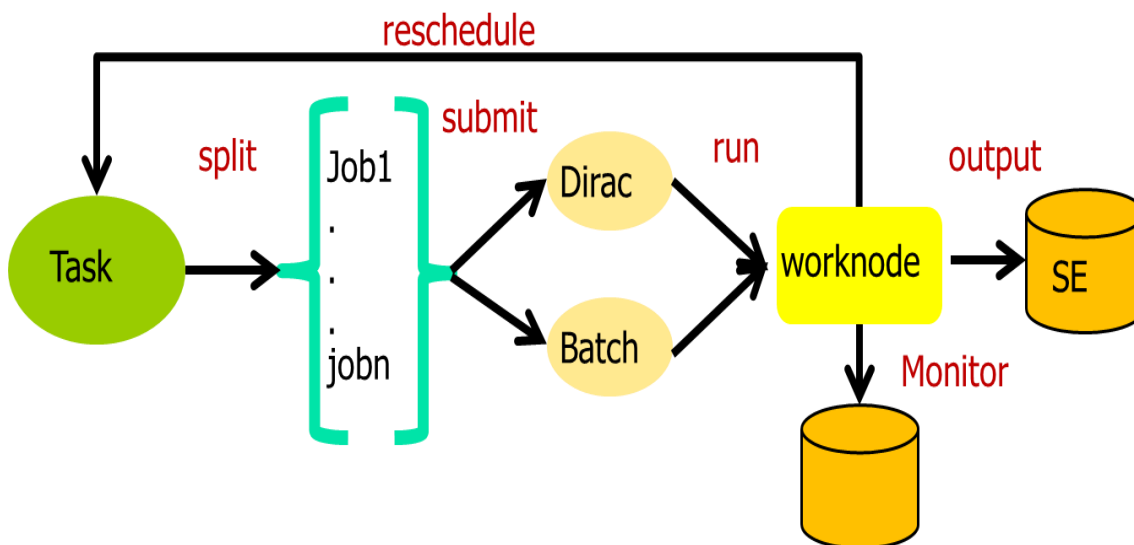 reschedule
split
submit
run
output
Job1
.
.
.
jobn
Task
Dirac
Batch
worknode
SE
Monitor